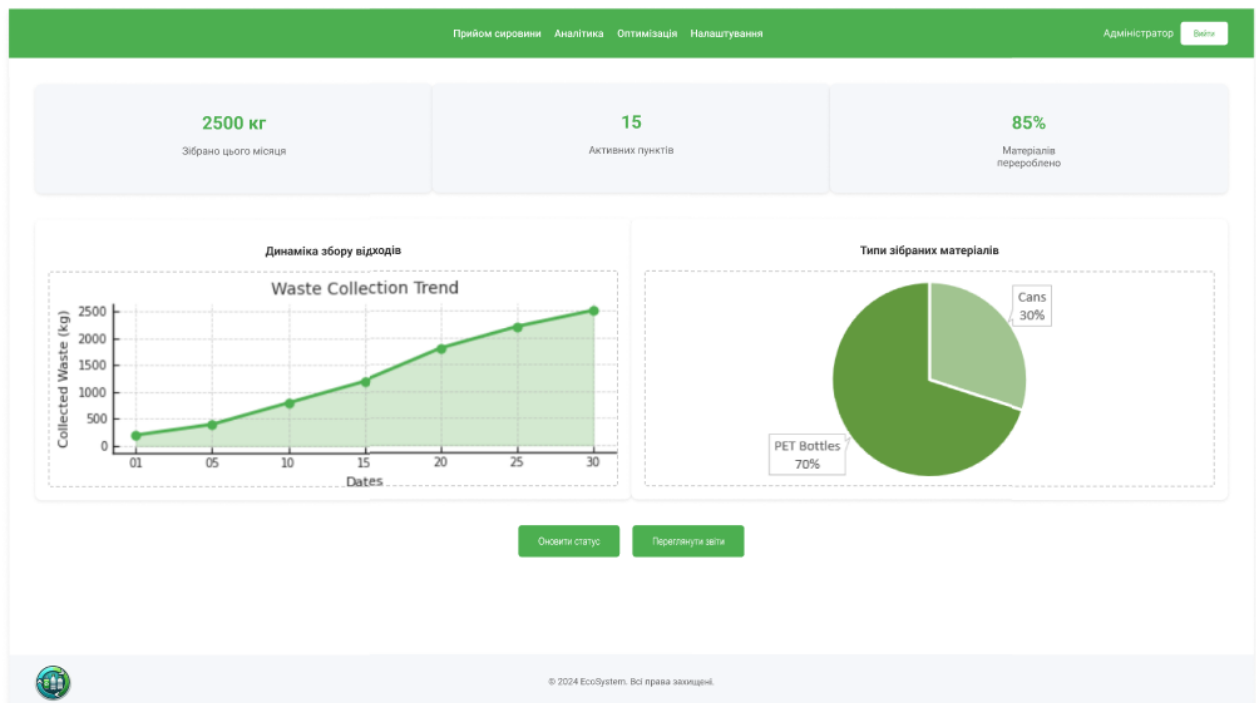 Прийом сировини Аналітика Оптимізація Налаштування
Адміністратор Вийти
2500 кг
Зібрано цього місяця
15
Активних пунктів
85%
Матеріалів
перероблено
Динаміка збору відходів
Waste Collection Trend
Collected Waste (kg)
2500
2000
1500
1000
500
0
01 05 10 15 20 25 30
Dates
Типи зібраних матеріалів
Cans
30%
PET Bottles
70%
Оновити статус Переглянути звіти
© 2024 EcoSystem. Всі права захищені.